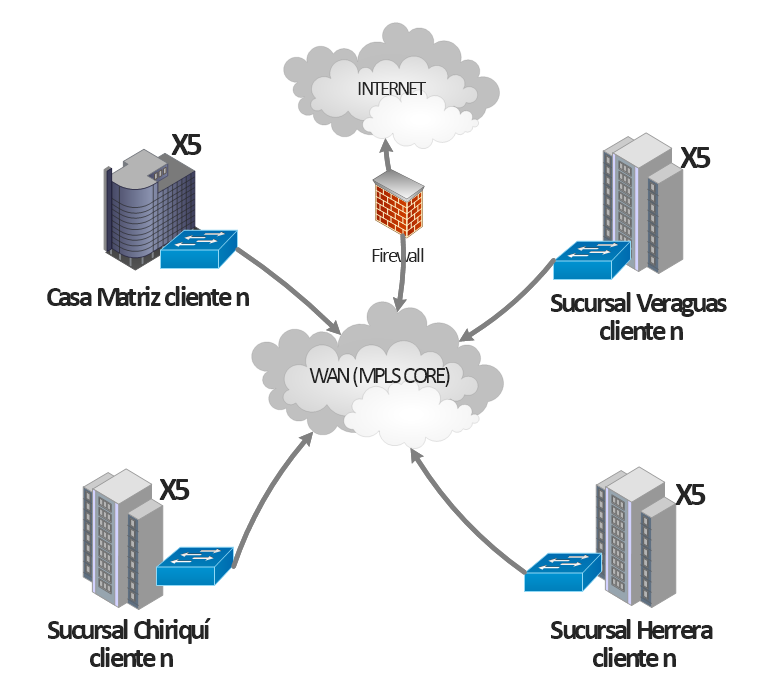 INTERNET
X5
X5
Firewall
Casa Matriz cliente n
Sucursal Veraguas
cliente n
WAN (MPLS CORE)
X5
X5
Sucursal Chiriquí
cliente n
Sucursal Herrera
cliente n